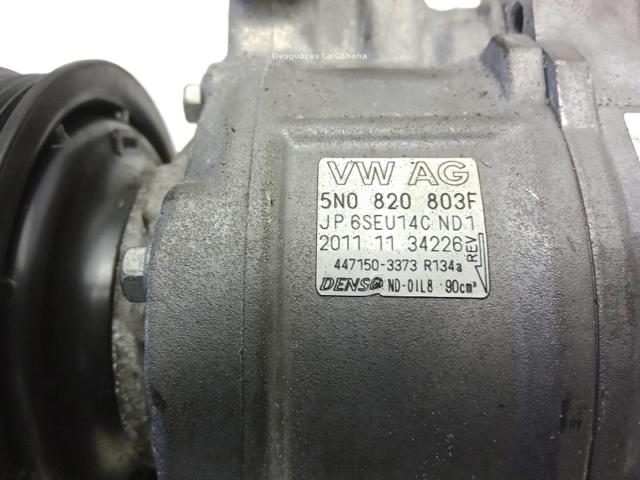 Desguaces La Cabaña
VW AG
5N0 820 803F
JP 6SEU14C ND1
2011 11 34226
REV
447150-3373 R134a
DENSO ND-OIL8 90cm³